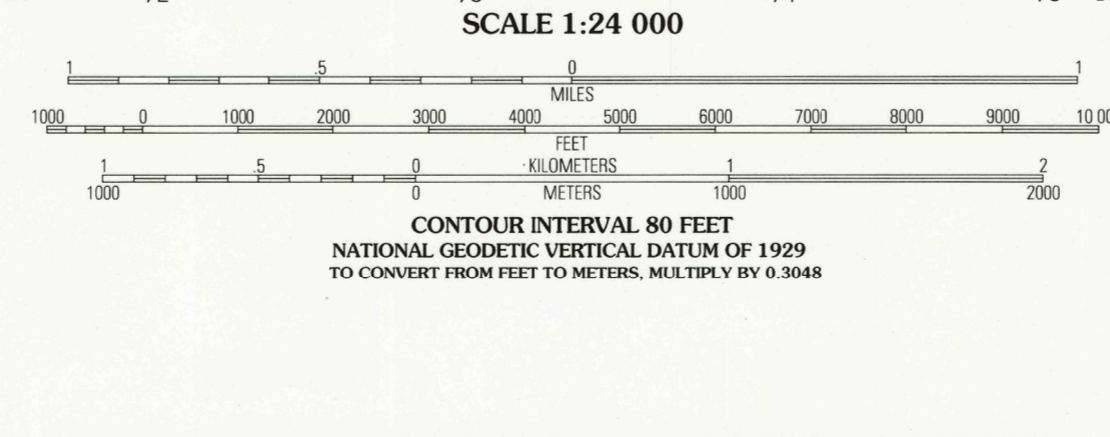 SCALE 1:24 000
1 .5 0 1
MILES
1000 0 1000 2000 3000 4000 5000 6000 7000 8000 9000
FEET
1 .5 0 KILOMETERS 1 2
1000 0 METERS 1000 2000
CONTOUR INTERVAL 80 FEET
NATIONAL GEODETIC VERTICAL DATUM OF 1929
TO CONVERT FROM FEET TO METERS, MULTIPLY BY 0.3048